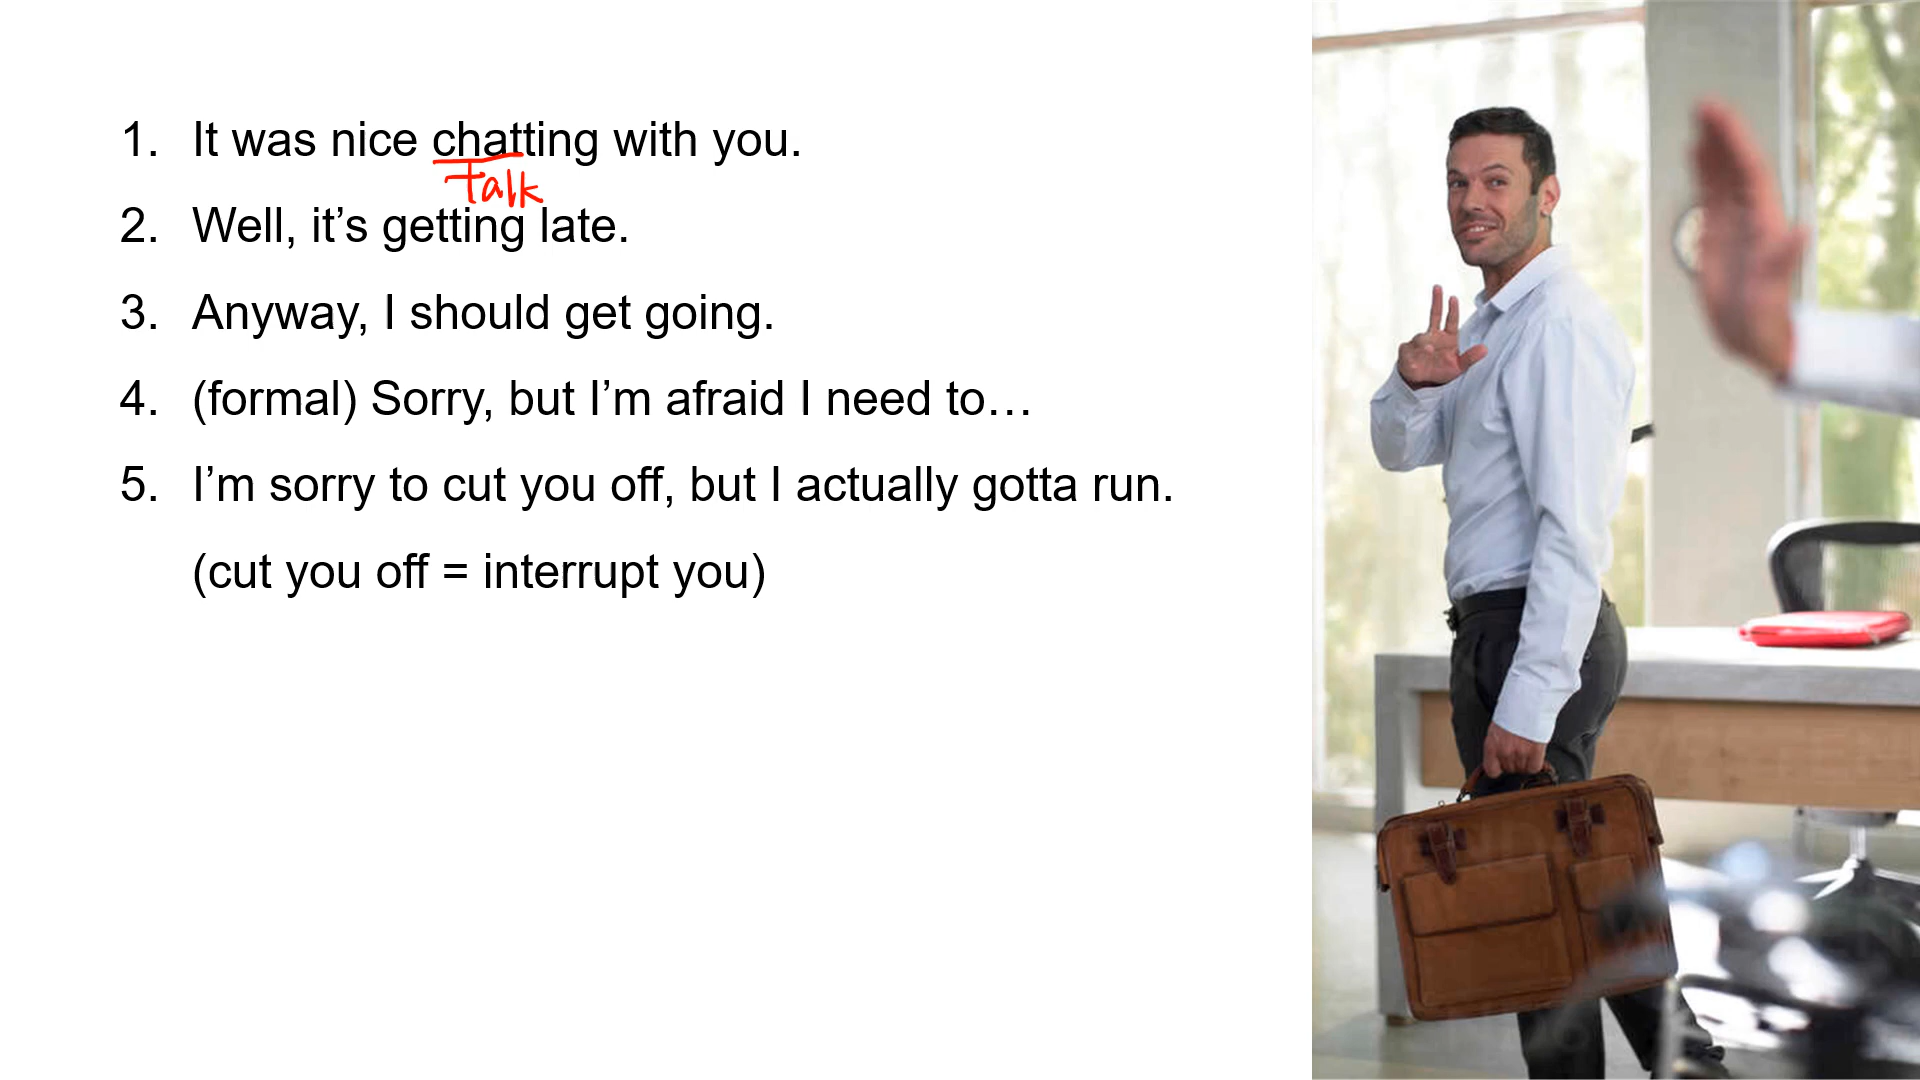 1. It was nice chatting with you.
Talk
2. Well, it’s getting late.
3. Anyway, I should get going.
4. (formal) Sorry, but I’m afraid I need to…
5. I’m sorry to cut you off, but I actually gotta run.
(cut you off = interrupt you)